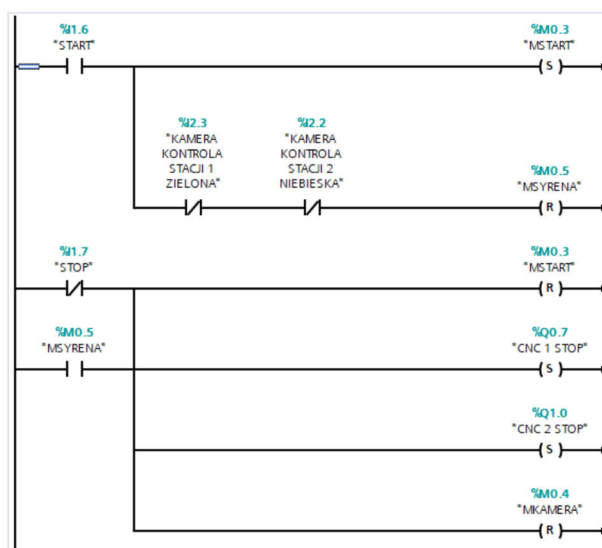 %I1.6
"START"
%M0.3
"MSTART"
S
%I2.3
"KAMERA
KONTROLA
STACJI 1
ZIELONA"
%I2.2
"KAMERA
KONTROLA
STACJI 2
NIEBIESKA"
%M0.5
"MSYRENA"
R
%I1.7
"STOP"
%M0.3
"MSTART"
R
%M0.5
"MSYRENA"
%Q0.7
"CNC 1 STOP"
S
%Q1.0
"CNC 2 STOP"
S
%M0.4
"MKAMERA"
R